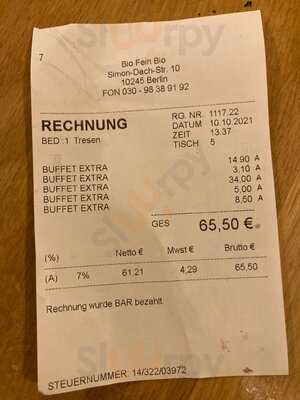 7
Bio Fein Bio
Simon-Dach-Str. 10
10245 Berlin
FON 030 - 98 38 91 92
RG. NR. 1117.22
RECHNUNG DATUM 10.10.2021
BED :1 Tresen ZEIT 13.37
TISCH 5
BUFFET EXTRA 14,90 A
BUFFET EXTRA 3,10 A
BUFFET EXTRA 34,00 A
BUFFET EXTRA 5,00 A
BUFFET EXTRA 8,50 A
GES 65,50 €
(%) Netto € Mwst € Brutto €
(A) 7% 61,21 4,29 65,50
Rechnung wurde BAR bezahlt
STEUERNUMMER: 14/322/03972
sluurpy
sluurpy
sluurpy